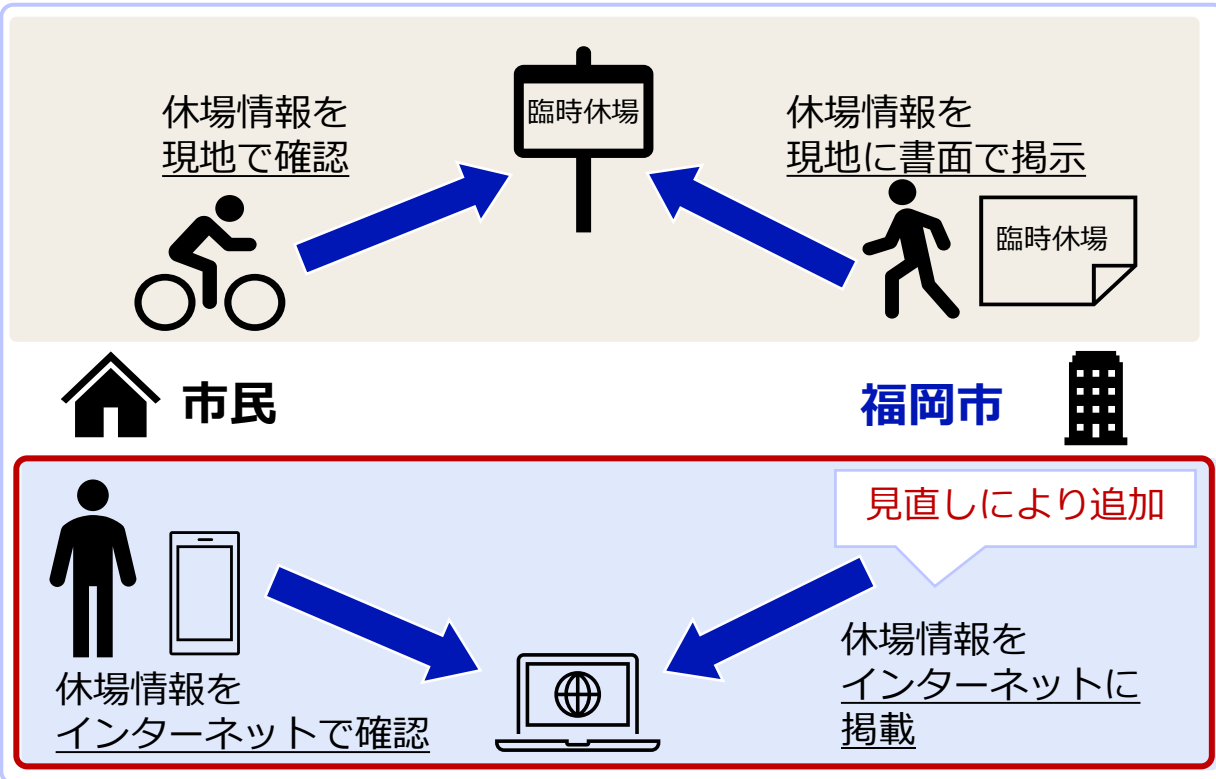 休場情報を
現地で確認
臨時休場
休場情報を
現地に書面で掲示
臨時休場
市民
福岡市
見直しにより追加
休場情報を
インターネットで確認
休場情報を
インターネットに
掲載